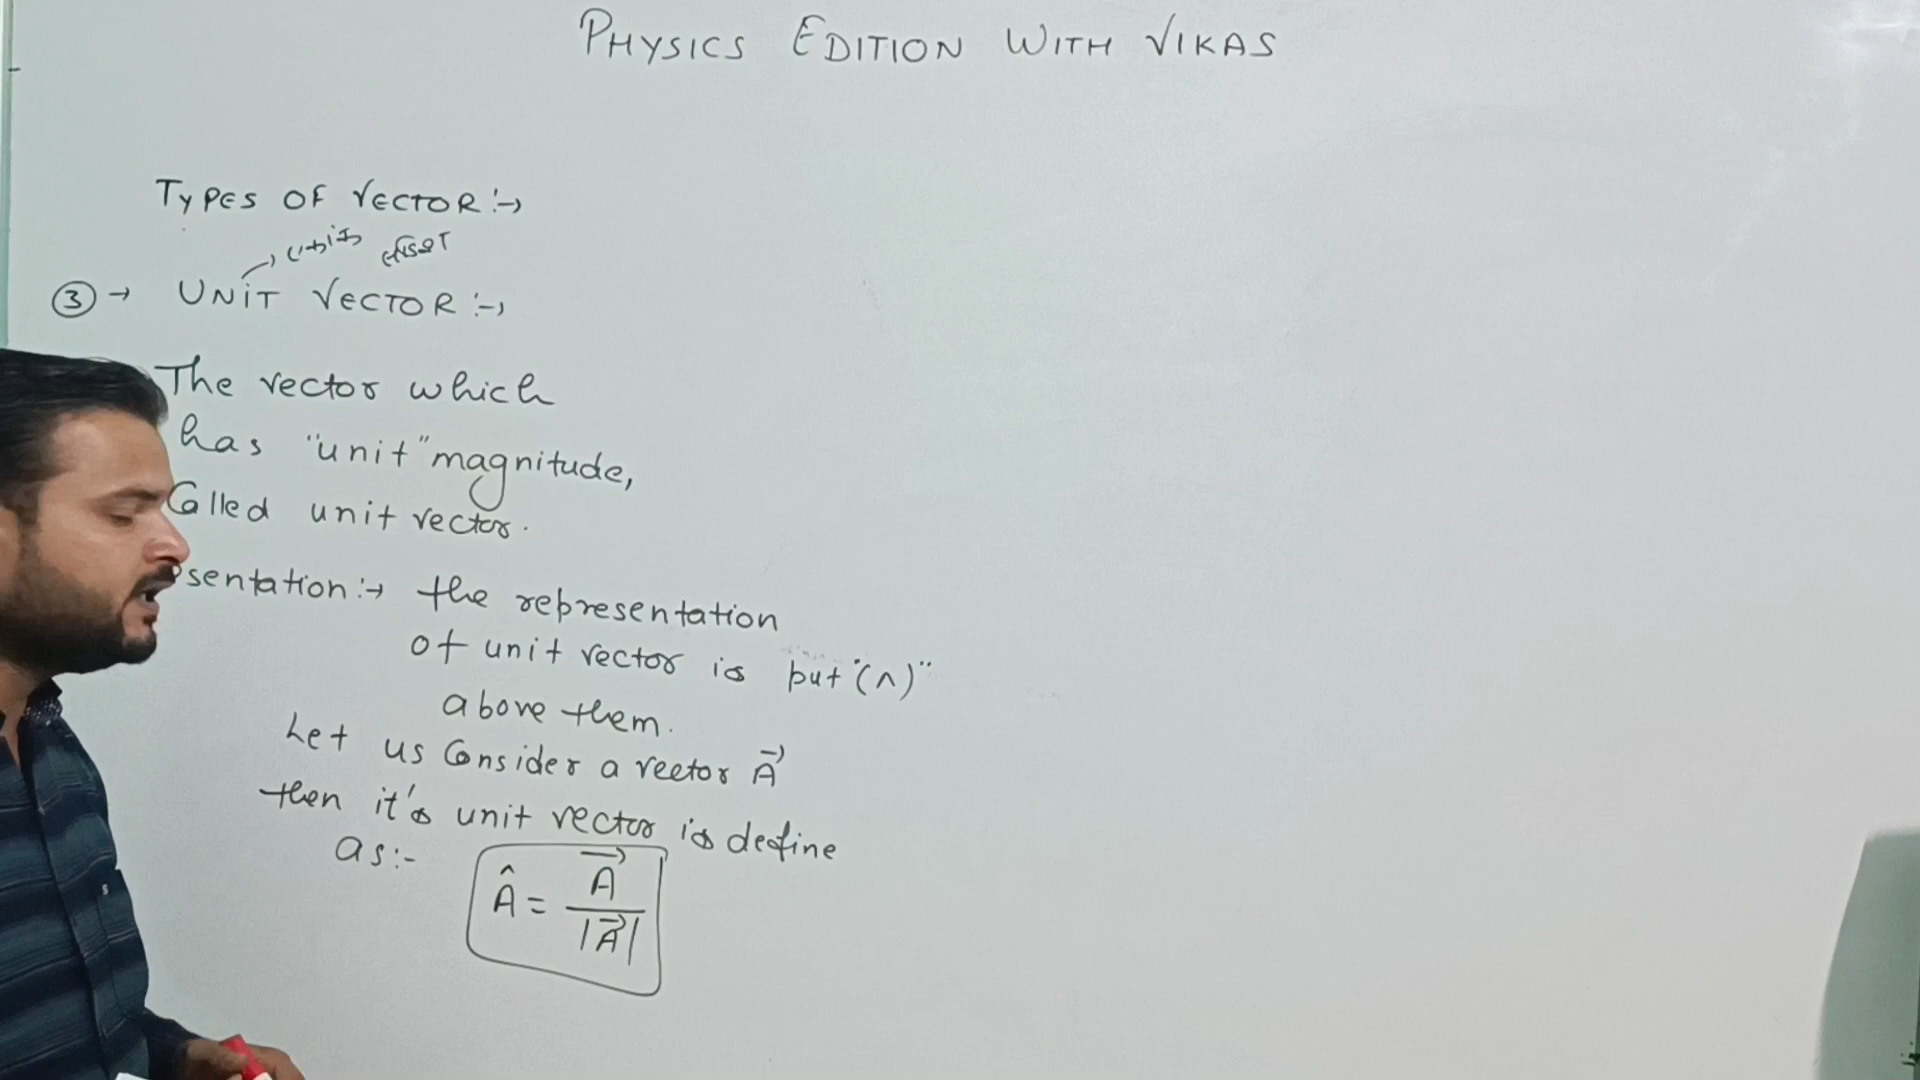 PHYSICS EDITION WITH VIKAS
TYPES OF VECTOR :→
③ → UNIT VECTOR :→
The vector which
has "unit" magnitude,
Called unit vector.
sentation :→ the representation
of unit vector is put "(∧)"
above them.
Let us Consider a vector A⃗
then it's unit vector is define
as :-
Â = A⃗ / |A⃗|